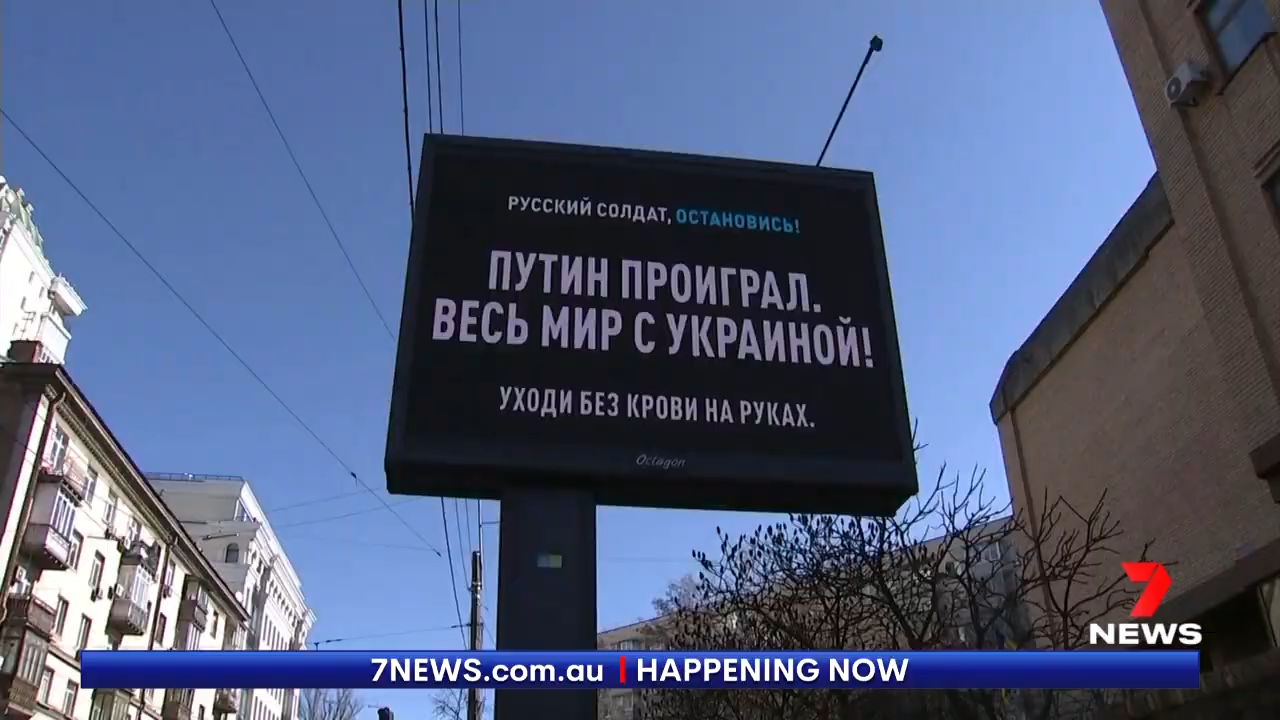 РУССКИЙ СОЛДАТ, ОСТАНОВИСЬ!
ПУТИН ПРОИГРАЛ.
ВЕСЬ МИР С УКРАИНОЙ!
УХОДИ БЕЗ КРОВИ НА РУКАХ.
Octagon
7 NEWS
7NEWS.com.au | HAPPENING NOW